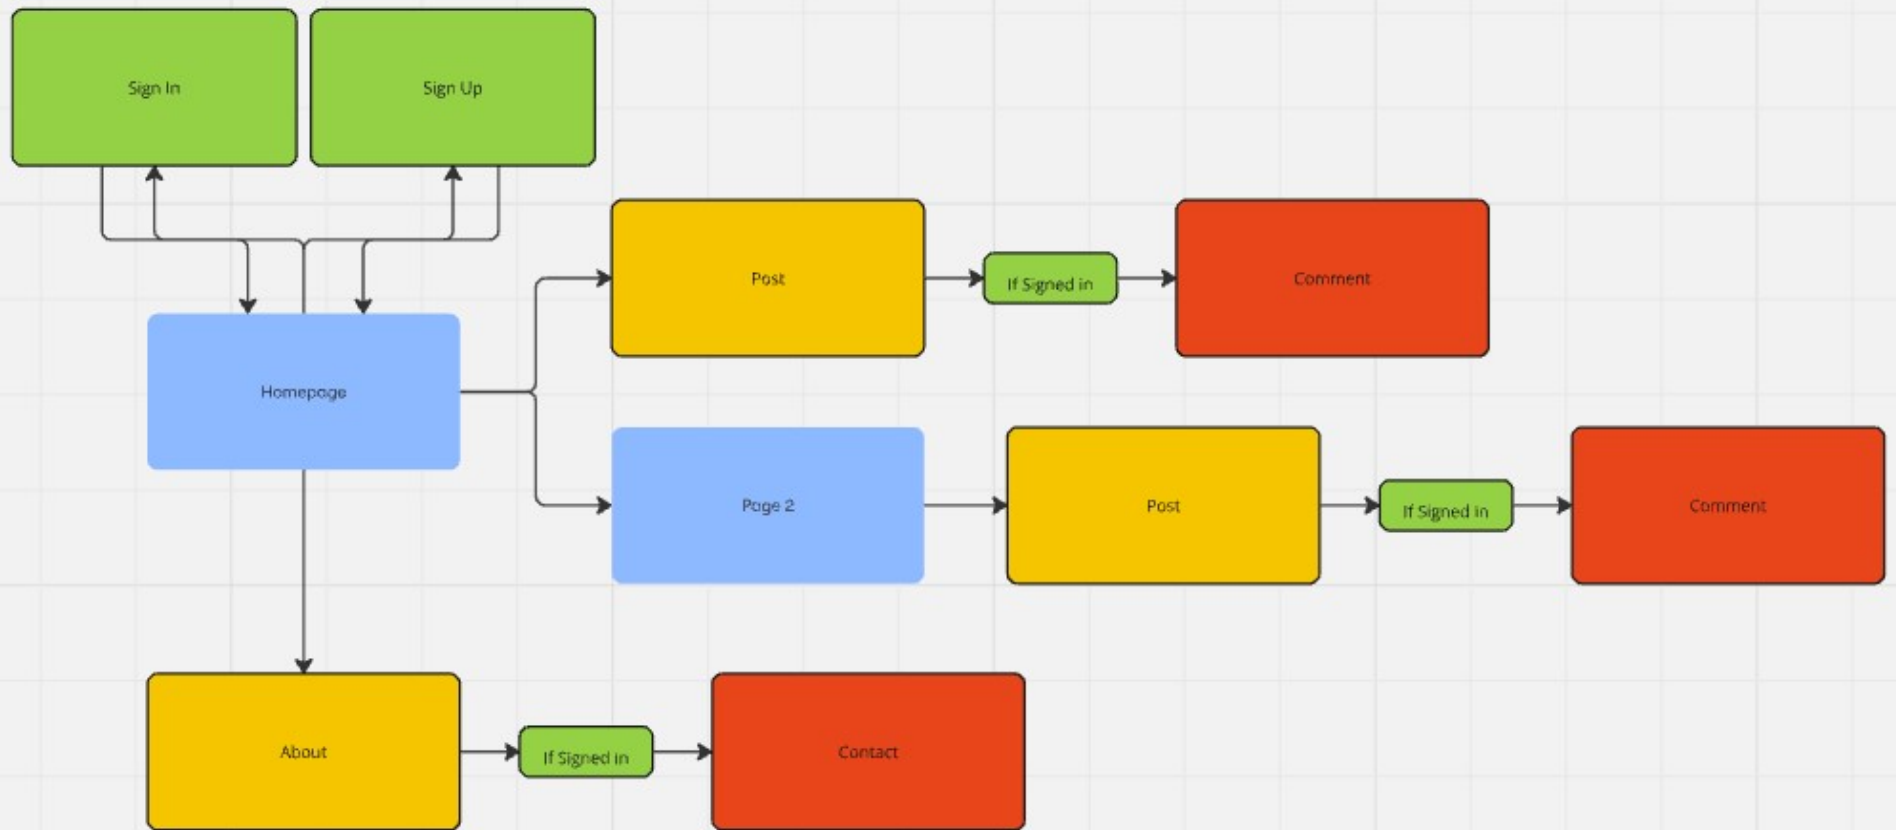 Sign In
Sign Up
Post
If Signed in
Comment
Homepage
Page 2
Post
If Signed in
Comment
About
If Signed in
Contact